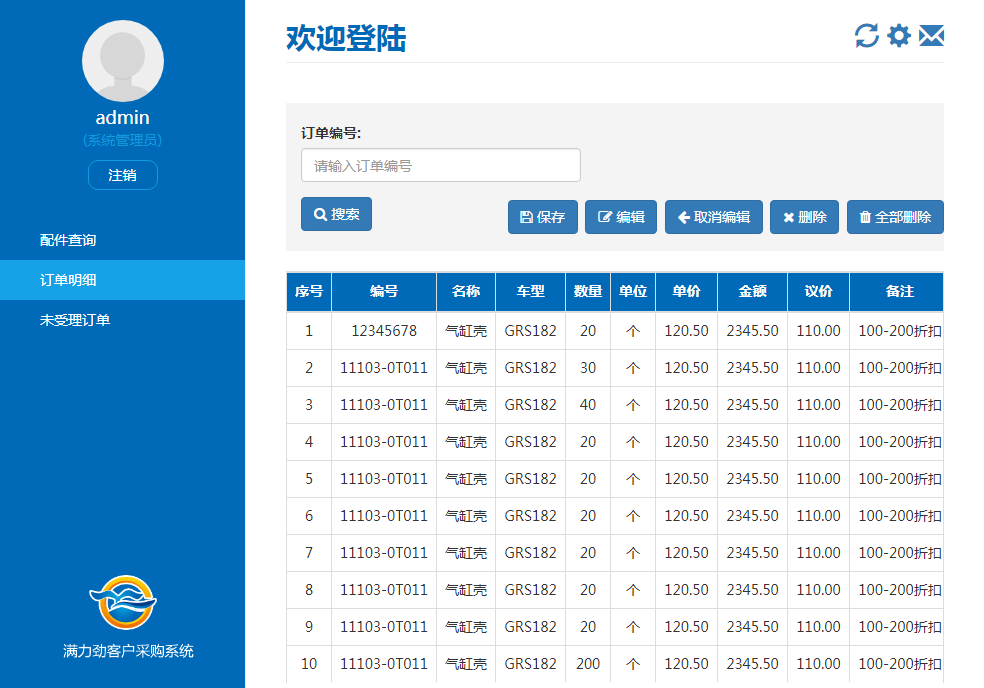 admin
(系统管理员)
注销
配件查询
订单明细
未受理订单
满力劲客户采购系统
欢迎登陆
订单编号:
请输入订单编号
搜索 保存 编辑 取消编辑 删除 全部删除
序号 编号 名称 车型 数量 单位 单价 金额 议价 备注
1 12345678 气缸壳 GRS182 20 个 120.50 2345.50 110.00 100-200折扣
2 11103-0T011 气缸壳 GRS182 30 个 120.50 2345.50 110.00 100-200折扣
3 11103-0T011 气缸壳 GRS182 40 个 120.50 2345.50 110.00 100-200折扣
4 11103-0T011 气缸壳 GRS182 20 个 120.50 2345.50 110.00 100-200折扣
5 11103-0T011 气缸壳 GRS182 20 个 120.50 2345.50 110.00 100-200折扣
6 11103-0T011 气缸壳 GRS182 20 个 120.50 2345.50 110.00 100-200折扣
7 11103-0T011 气缸壳 GRS182 20 个 120.50 2345.50 110.00 100-200折扣
8 11103-0T011 气缸壳 GRS182 20 个 120.50 2345.50 110.00 100-200折扣
9 11103-0T011 气缸壳 GRS182 20 个 120.50 2345.50 110.00 100-200折扣
10 11103-0T011 气缸壳 GRS182 200 个 120.50 2345.50 110.00 100-200折扣